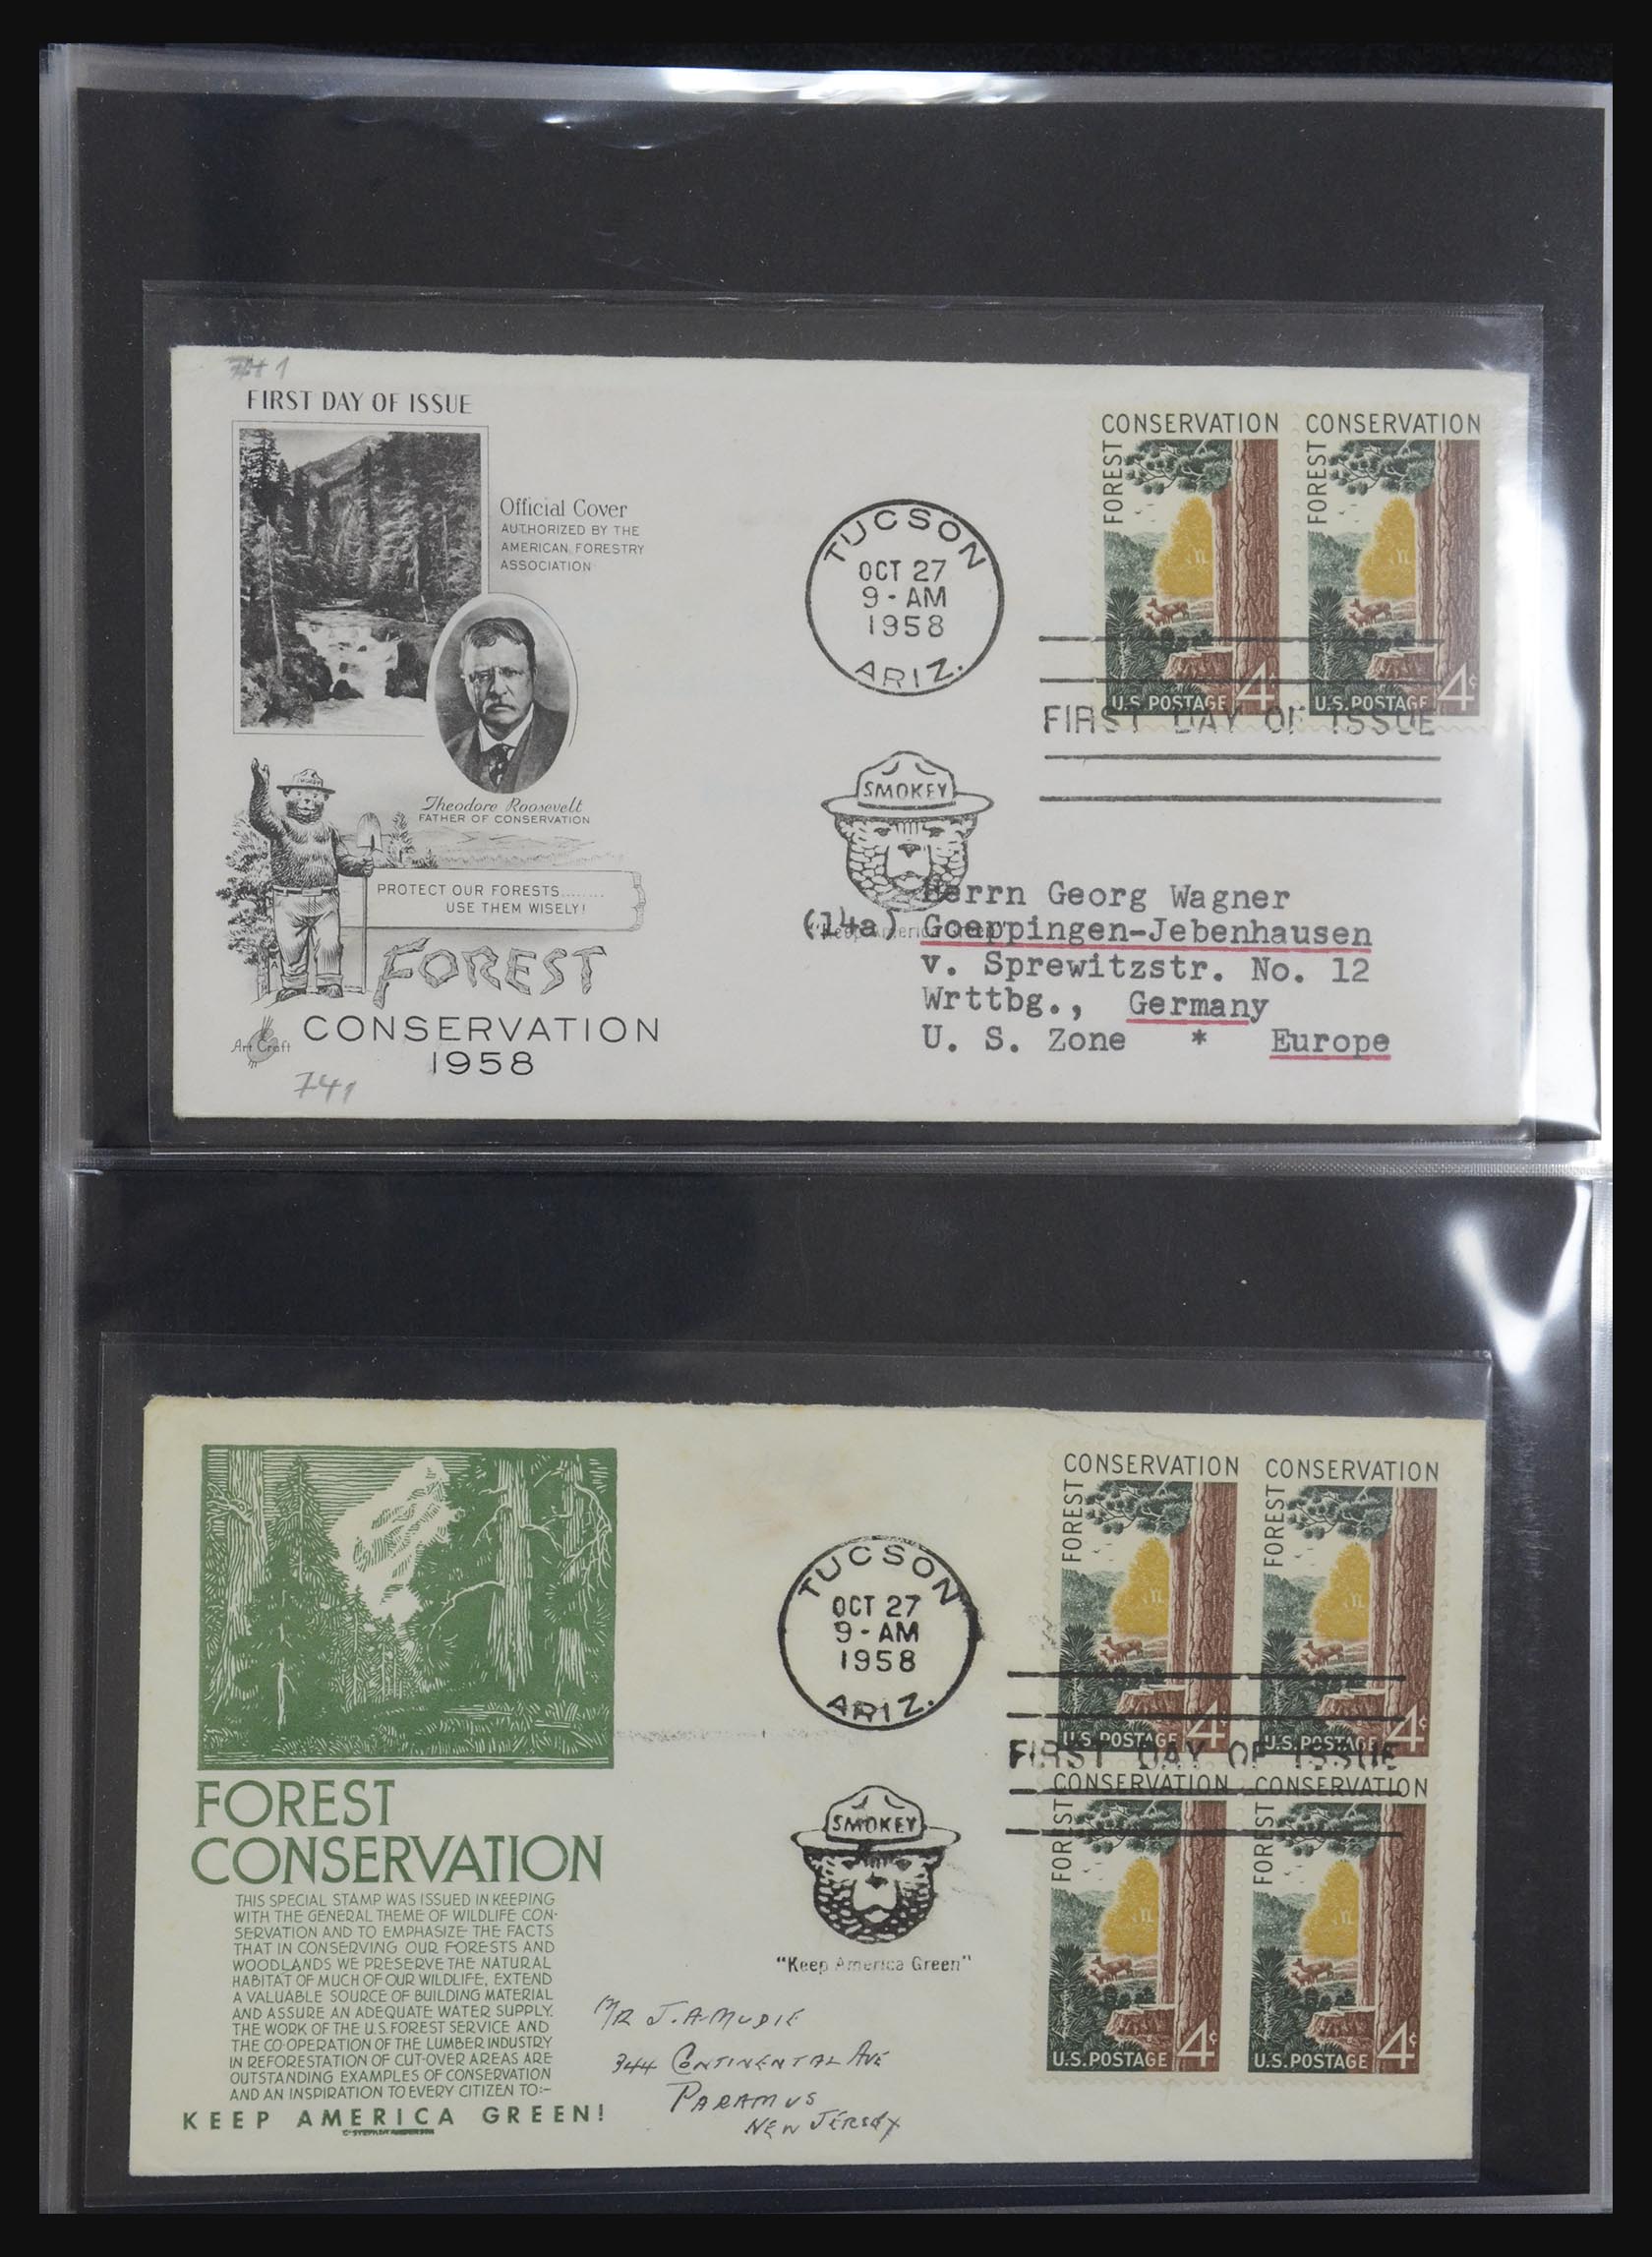 FIRST DAY OF ISSUE
Official Cover
AUTHORIZED BY THE
AMERICAN FORESTRY
ASSOCIATION
Theodore Roosevelt
FATHER OF CONSERVATION
SMOKEY
PROTECT OUR FORESTS........
USE THEM WISELY!
FOREST
CONSERVATION
1958
Art Craft
741
TUCSON
OCT 27
9-AM
1958
ARIZ.
CONSERVATION
FOREST
U.S. POSTAGE 4¢
CONSERVATION
FOREST
U.S. POSTAGE 4¢
FIRST DAY OF ISSUE
SMOKEY
"Keep America Green"
Herrn Georg Wagner
(14a) Goeppingen-Jebenhausen
v. Sprewitzstr. No. 12
Wrttbg., Germany
U. S. Zone * Europe
FOREST
CONSERVATION
THIS SPECIAL STAMP WAS ISSUED IN KEEPING
WITH THE GENERAL THEME OF WILDLIFE CON-
SERVATION AND TO EMPHASIZE THE FACTS
THAT IN CONSERVING OUR FORESTS AND
WOODLANDS WE PRESERVE THE NATURAL
HABITAT OF MUCH OF OUR WILDLIFE, EXTEND
A VALUABLE SOURCE OF BUILDING MATERIAL
AND ASSURE AN ADEQUATE WATER SUPPLY.
THE WORK OF THE U.S. FOREST SERVICE AND
THE CO-OPERATION OF THE LUMBER INDUSTRY
IN REFORESTATION OF CUT-OVER AREAS ARE
OUTSTANDING EXAMPLES OF CONSERVATION
AND AN INSPIRATION TO EVERY CITIZEN TO:-
KEEP AMERICA GREEN!
C. STEPHEN ANDERSON
TUCSON
OCT 27
9-AM
1958
ARIZ.
CONSERVATION
FOREST
U.S. POSTAGE 4¢
CONSERVATION
FOREST
U.S. POSTAGE 4¢
FIRST DAY OF ISSUE
CONSERVATION
FOREST
U.S. POSTAGE 4¢
CONSERVATION
FOREST
U.S. POSTAGE 4¢
SMOKEY
"Keep America Green"
MR J. A. MUDIE
344 CONTINENTAL AVE
PARAMUS
NEW JERSEY